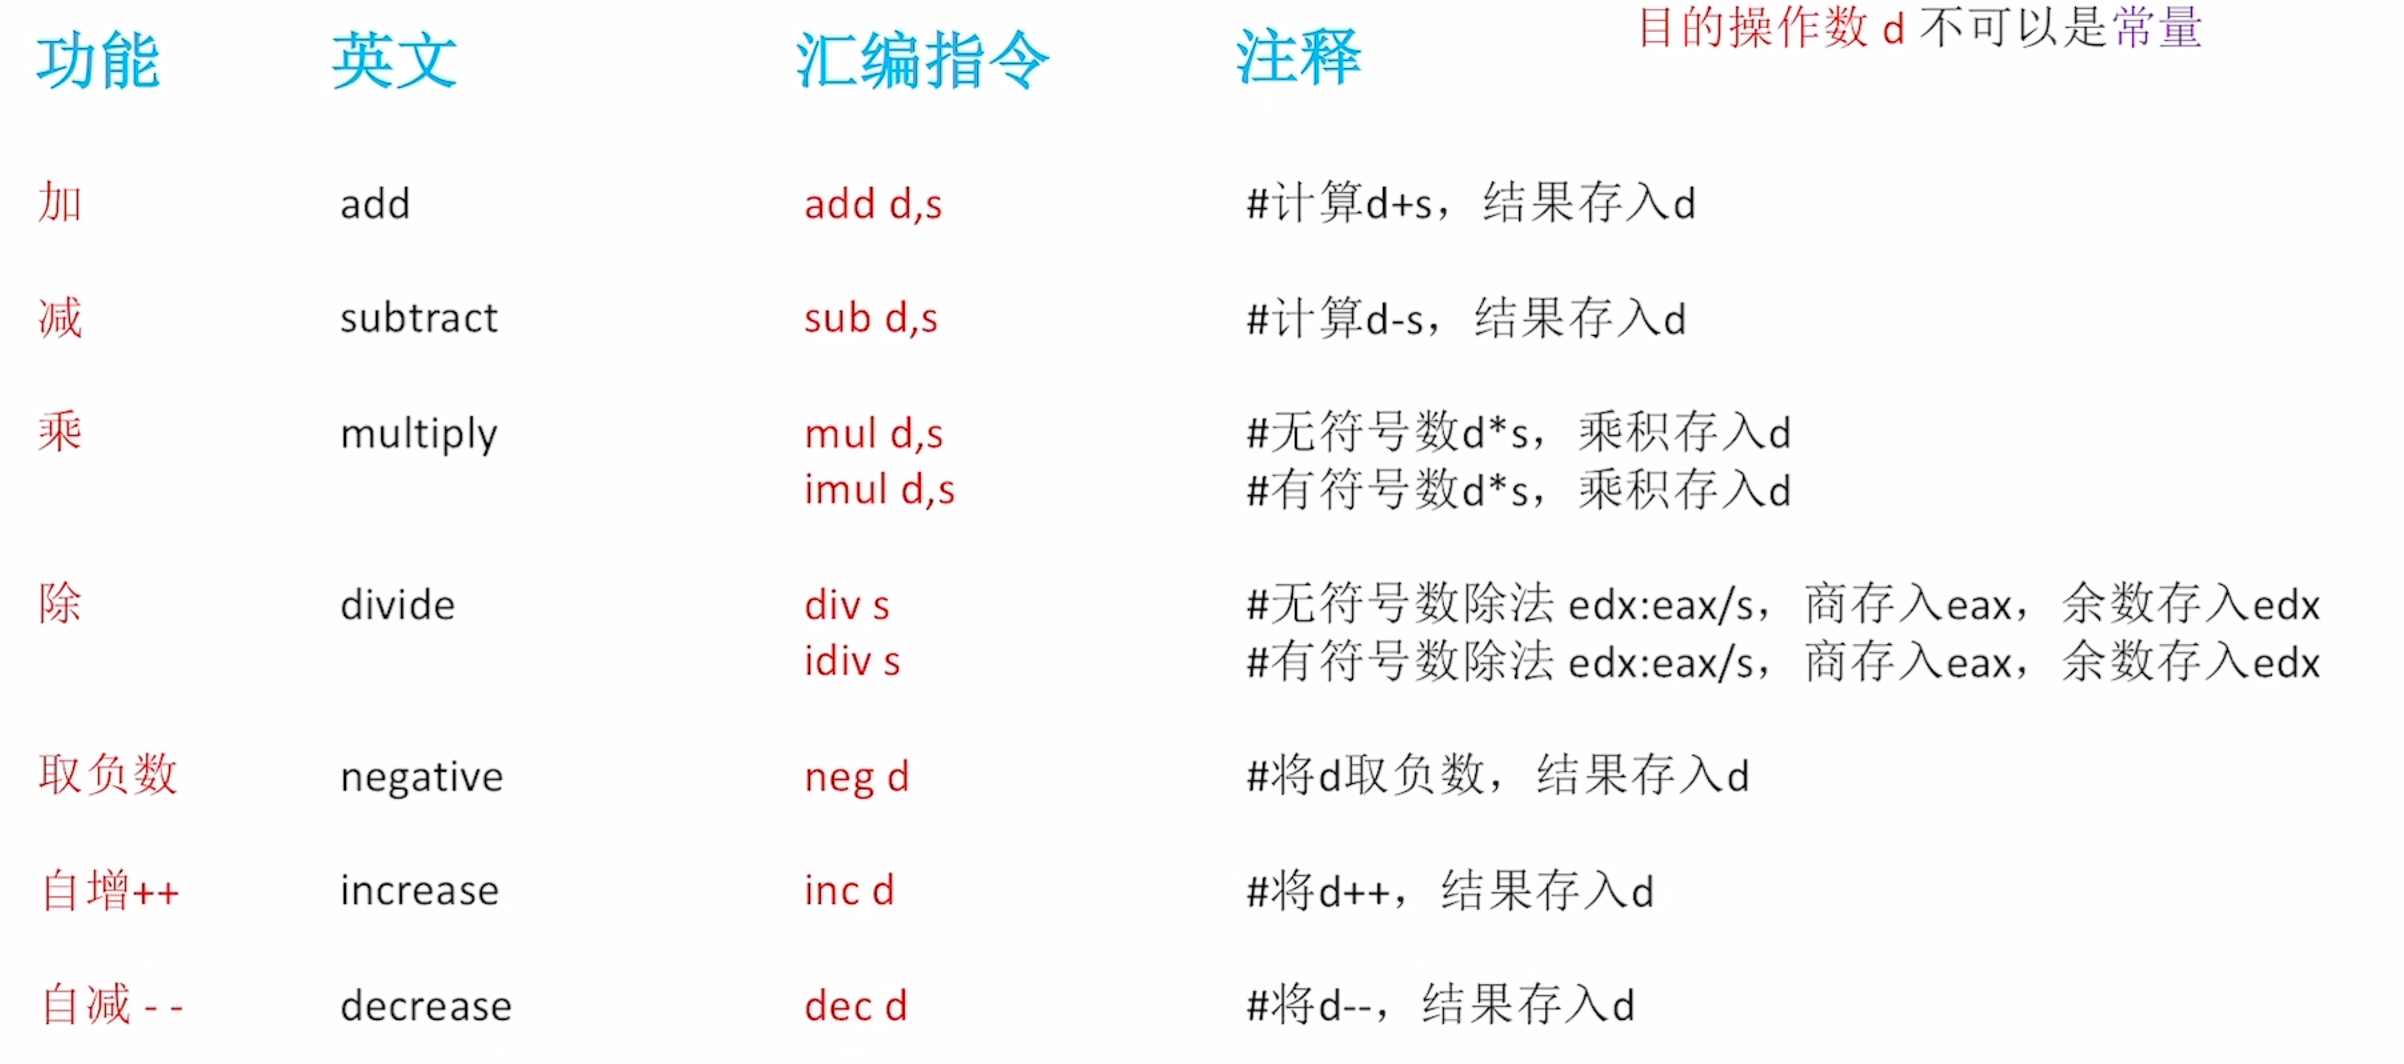 目的操作数 d 不可以是常量
功能 英文 汇编指令 注释
加 add add d,s #计算d+s，结果存入d
减 subtract sub d,s #计算d-s，结果存入d
乘 multiply mul d,s #无符号数d*s，乘积存入d
imul d,s #有符号数d*s，乘积存入d
除 divide div s #无符号数除法 edx:eax/s，商存入eax，余数存入edx
idiv s #有符号数除法 edx:eax/s，商存入eax，余数存入edx
取负数 negative neg d #将d取负数，结果存入d
自增++ increase inc d #将d++，结果存入d
自减 - - decrease dec d #将d--，结果存入d